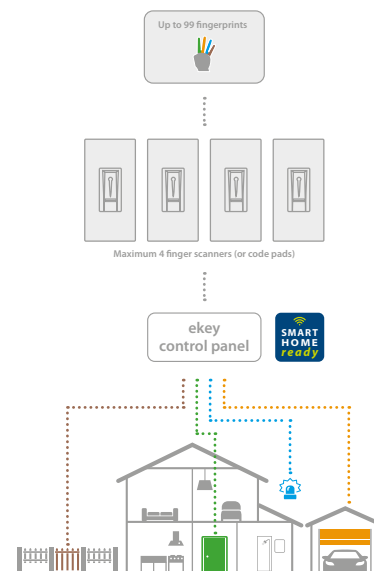 Up to 99 fingerprints
Maximum 4 finger scanners (or code pads)
ekey
control panel
SMART
HOME
ready